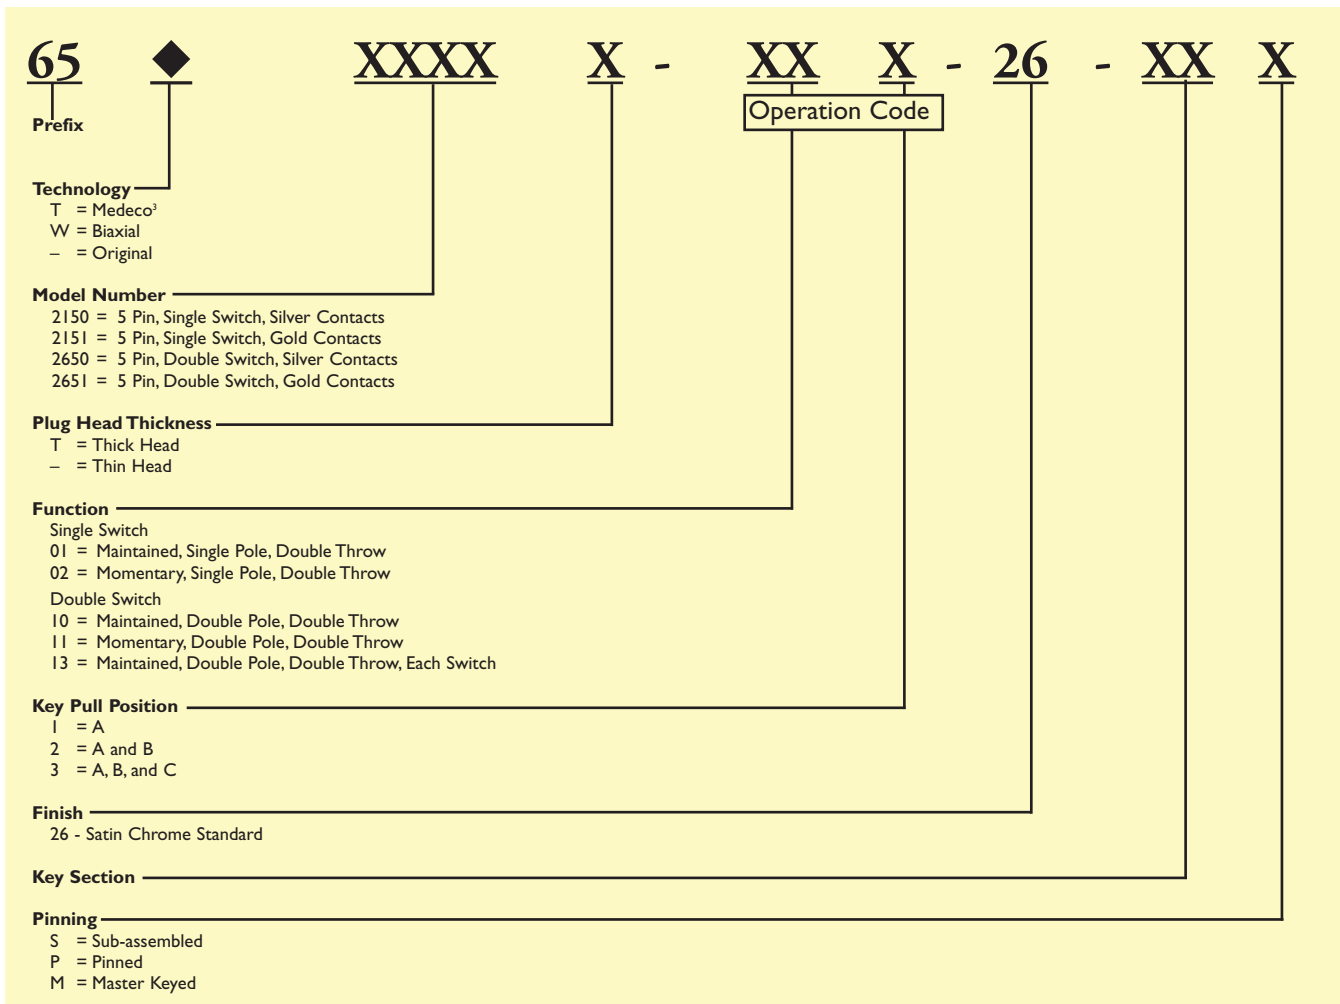 65 ◆ XXXX X - XX X - 26 - XX X
Operation Code
Prefix
Technology
T = Medeco³
W = Biaxial
– = Original
Model Number
2150 = 5 Pin, Single Switch, Silver Contacts
2151 = 5 Pin, Single Switch, Gold Contacts
2650 = 5 Pin, Double Switch, Silver Contacts
2651 = 5 Pin, Double Switch, Gold Contacts
Plug Head Thickness
T = Thick Head
– = Thin Head
Function
Single Switch
01 = Maintained, Single Pole, Double Throw
02 = Momentary, Single Pole, Double Throw
Double Switch
10 = Maintained, Double Pole, Double Throw
11 = Momentary, Double Pole, Double Throw
13 = Maintained, Double Pole, Double Throw, Each Switch
Key Pull Position
1 = A
2 = A and B
3 = A, B, and C
Finish
26 - Satin Chrome Standard
Key Section
Pinning
S = Sub-assembled
P = Pinned
M = Master Keyed